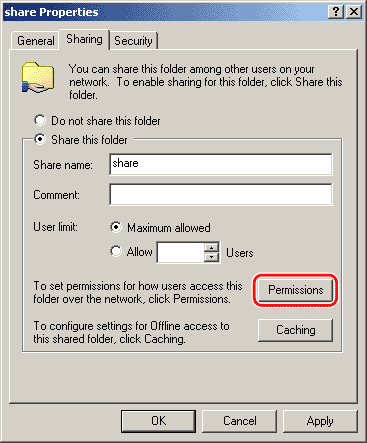 share Properties
General Sharing Security
You can share this folder among other users on your
network. To enable sharing for this folder, click Share this
folder.
Do not share this folder
Share this folder
Share name: share
Comment:
User limit: Maximum allowed
Allow Users
To set permissions for how users access this
folder over the network, click Permissions.
Permissions
To configure settings for Offline access to
this shared folder, click Caching.
Caching
OK Cancel Apply